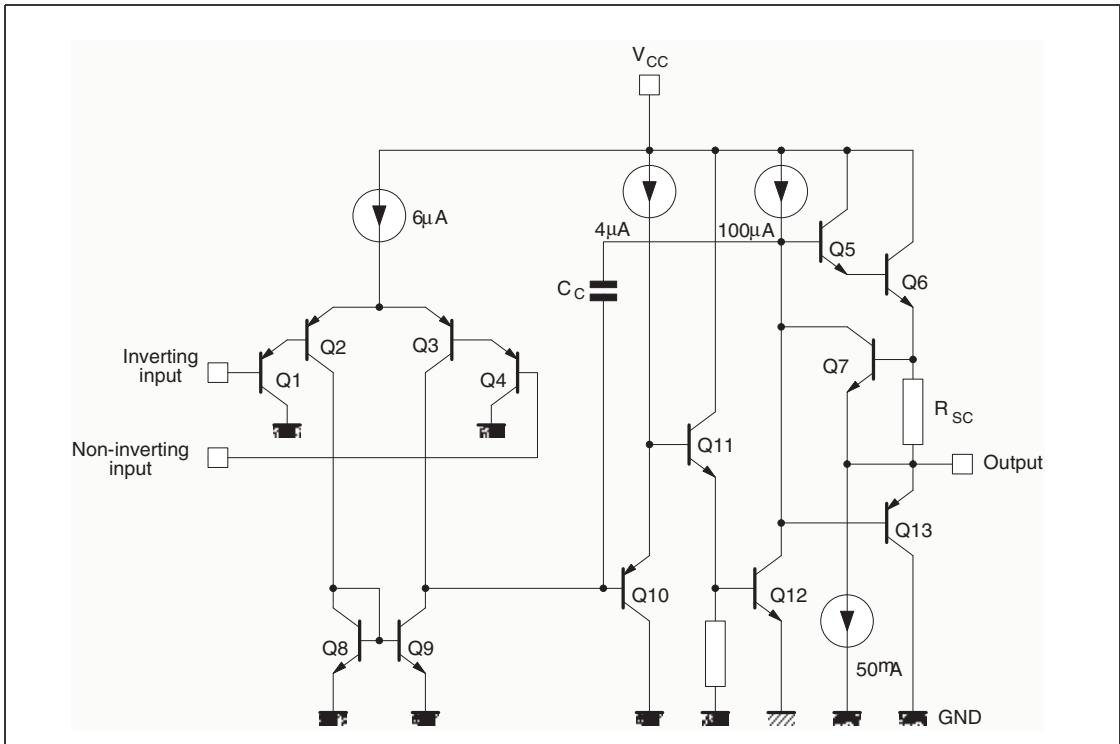 V CC
6µA
4µA
100µA
Q5
Q6
C C
Q2
Q3
Inverting
input
Q1
Q4
Q7
R SC
Non-inverting
input
Q11
Output
Q13
Q10
Q12
Q8
Q9
50mA
GND